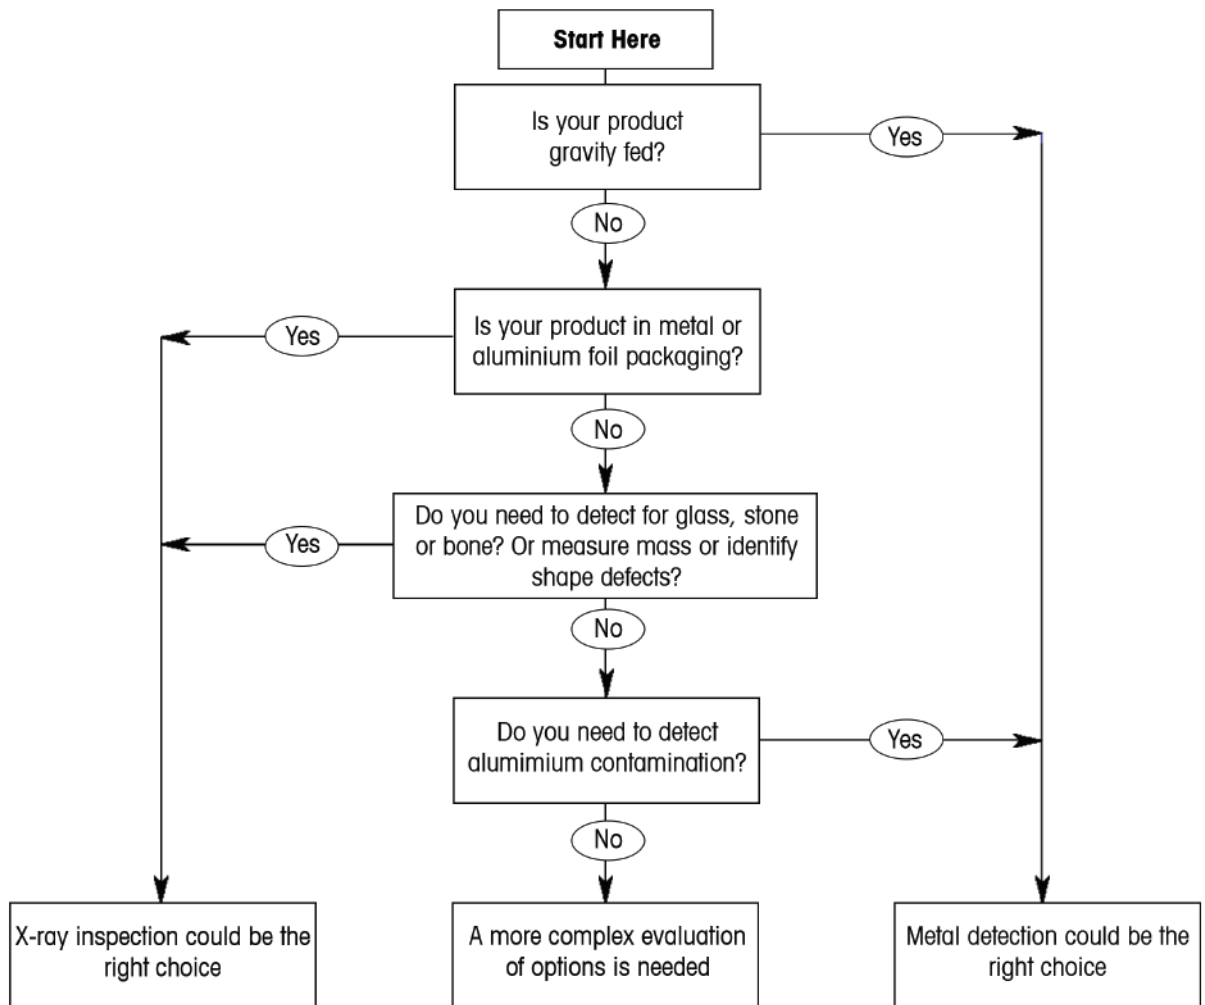 Start Here
Is your product
gravity fed?
Yes
No
Is your product in metal or
aluminium foil packaging?
Yes
No
Do you need to detect for glass, stone
or bone? Or measure mass or identify
shape defects?
Yes
No
Do you need to detect
alumimium contamination?
Yes
No
X-ray inspection could be the
right choice
A more complex evaluation
of options is needed
Metal detection could be the
right choice